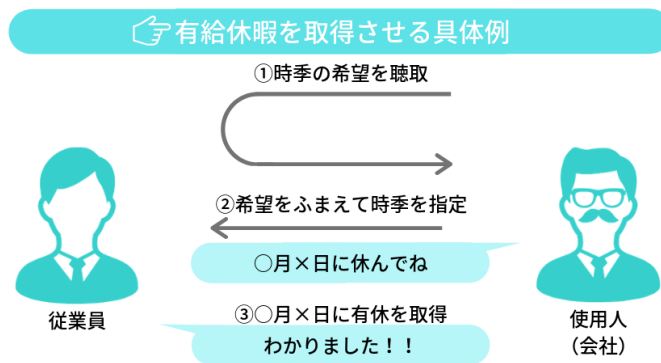 有給休暇を取得させる具体例
①時季の希望を聴取
②希望をふまえて時季を指定
○月×日に休んでね
従業員
③○月×日に有休を取得
わかりました！！
使用人
（会社）